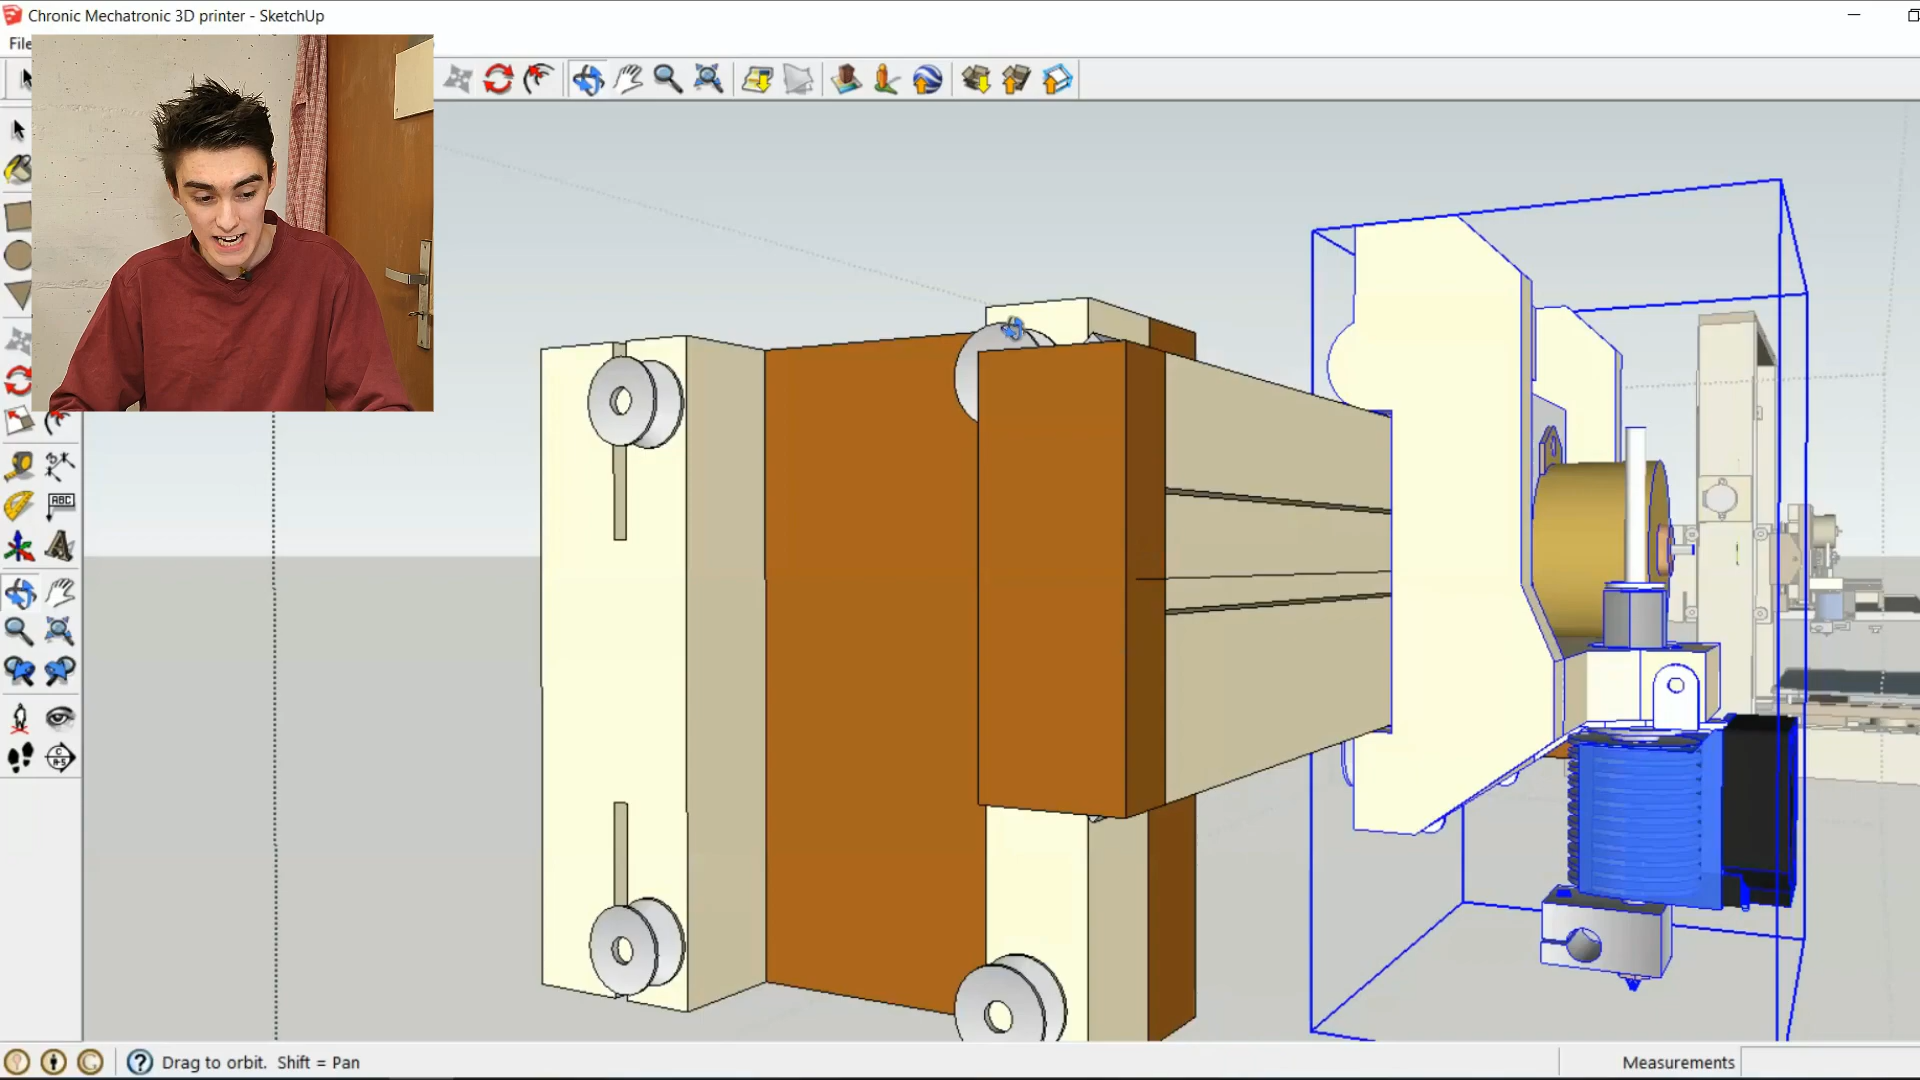 Chronic Mechatronic 3D printer - SketchUp
File
ABC
Drag to orbit. Shift = Pan
Measurements